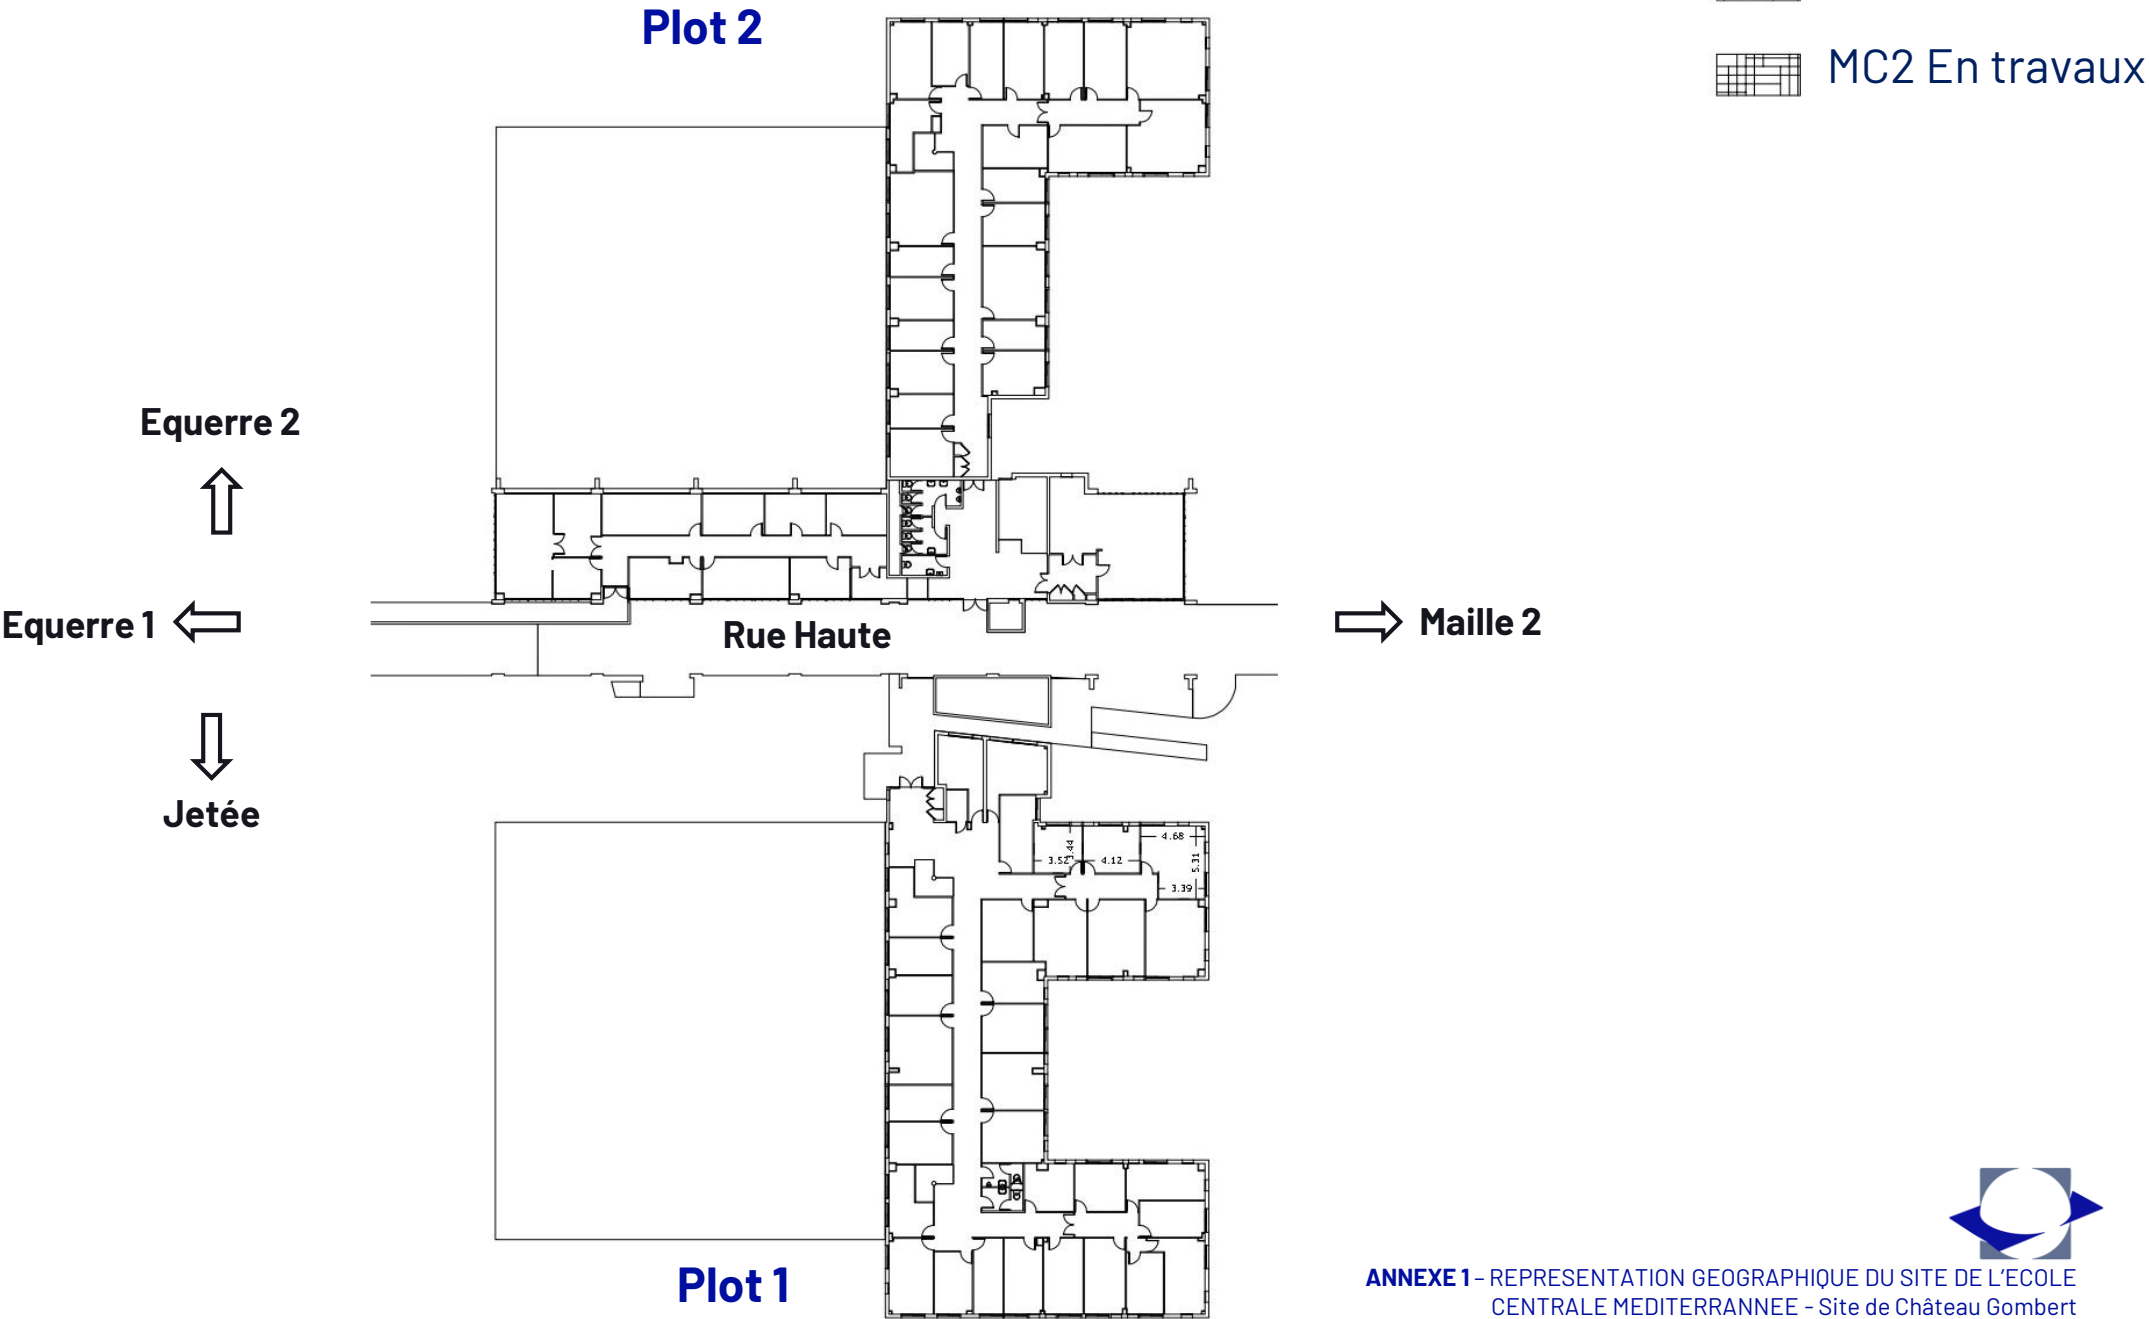 Plot 2
MC2 En travaux
Equerre 2
Equerre 1
Rue Haute
Maille 2
Jetée
4.68
3.44
3.52
4.12
5.31
3.39
Plot 1
ANNEXE 1 – REPRESENTATION GEOGRAPHIQUE DU SITE DE L'ECOLE
CENTRALE MEDITERRANNEE - Site de Château Gombert